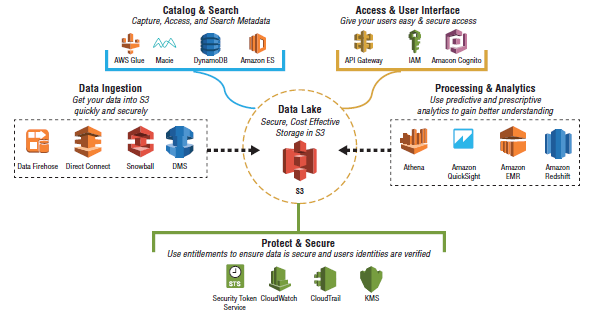 Catalog & Search
Capture, Access, and Search Metadata
AWS Glue Macie DynamoDB Amazon ES
Access & User Interface
Give your users easy & secure access
API Gateway IAM Amazon Cognito
Data Ingestion
Get your data into S3
quickly and securely
Data Firehose Direct Connect Snowball DMS
Data Lake
Secure, Cost Effective
Storage in S3
S3
Processing & Analytics
Use predictive and prescriptive
analytics to gain better understanding
Athena Amazon Amazon Amazon
QuickSight EMR Redshift
Protect & Secure
Use entitlements to ensure data is secure and users identities are verified
STS
Security Token CloudWatch CloudTrail KMS
Service